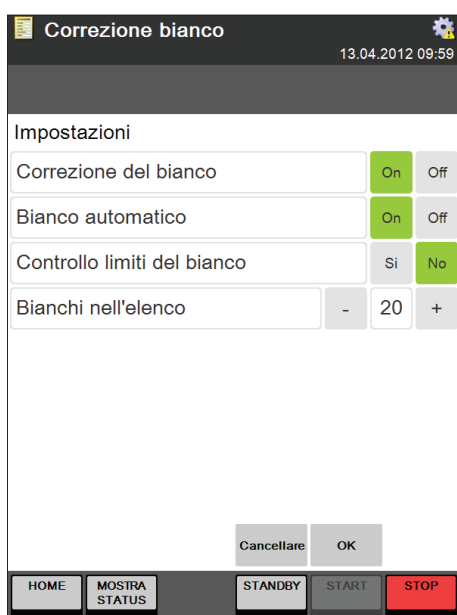 Correzione bianco
13.04.2012 09:59
Impostazioni
Correzione del bianco On Off
Bianco automatico On Off
Controllo limiti del bianco Si No
Bianchi nell'elenco - 20 +
Cancellare OK
HOME MOSTRA STATUS STANDBY START STOP